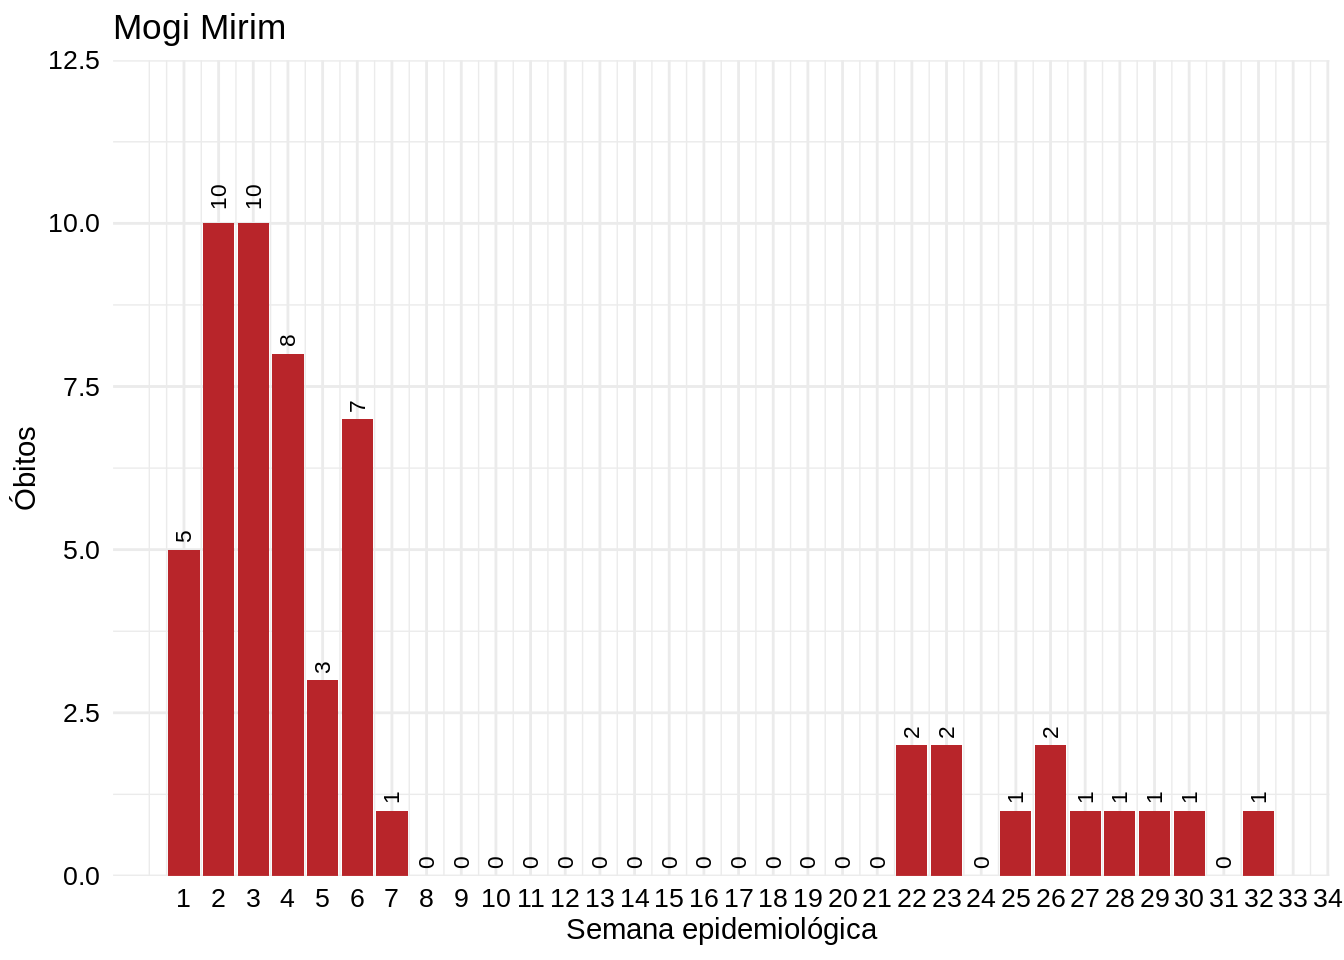 Mogi Mirim
12.5
10.0
7.5
5.0
2.5
0.0
Óbitos
5 10 10 8 3 7 1 0 0 0 0 0 0 0 0 0 0 0 0 0 0 2 2 0 1 2 1 1 1 1 0 1
1 2 3 4 5 6 7 8 9 10 11 12 13 14 15 16 17 18 19 20 21 22 23 24 25 26 27 28 29 30 31 32 33 34
Semana epidemiológica